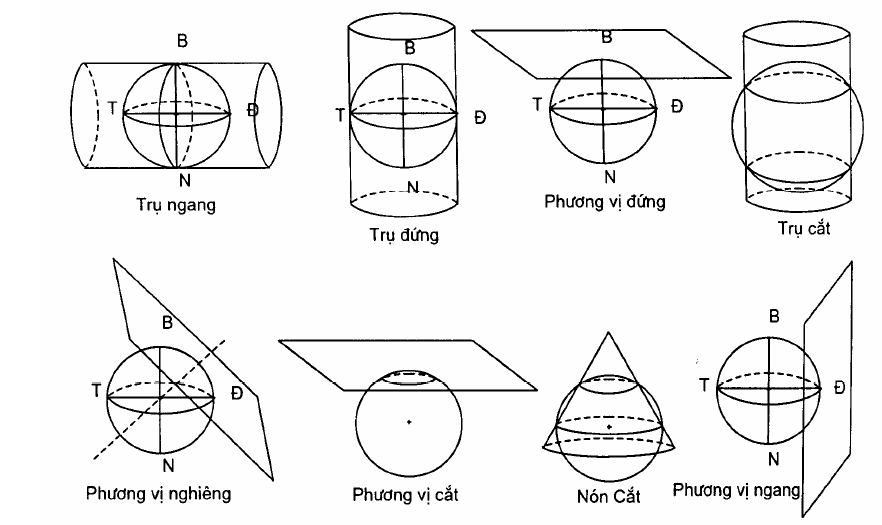 B
T
Đ
N
Trụ ngang
B
T
Đ
N
Trụ đứng
B
T
Đ
N
Phương vị đứng
Trụ cắt
B
T
Đ
N
Phương vị nghiêng
Phương vị cắt
Nón Cắt
B
T
Đ
N
Phương vị ngang